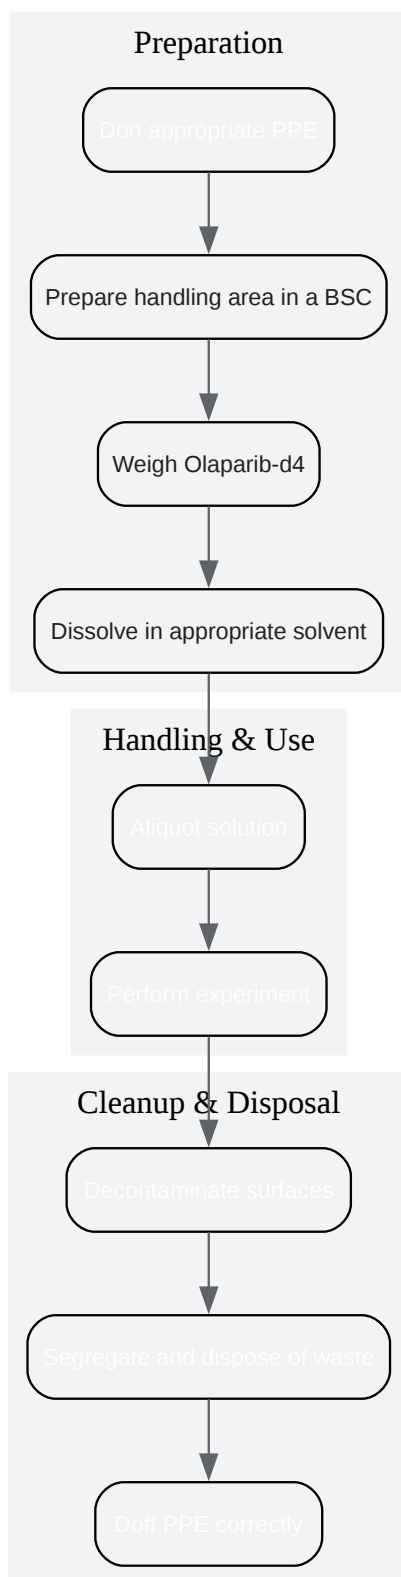 Preparation
Don appropriate PPE
Prepare handling area in a BSC
Weigh Olaparib-d4
Dissolve in appropriate solvent
Handling & Use
Aliquot solution
Perform experiment
Cleanup & Disposal
Decontaminate surfaces
Segregate and dispose of waste
Doff PPE correctly